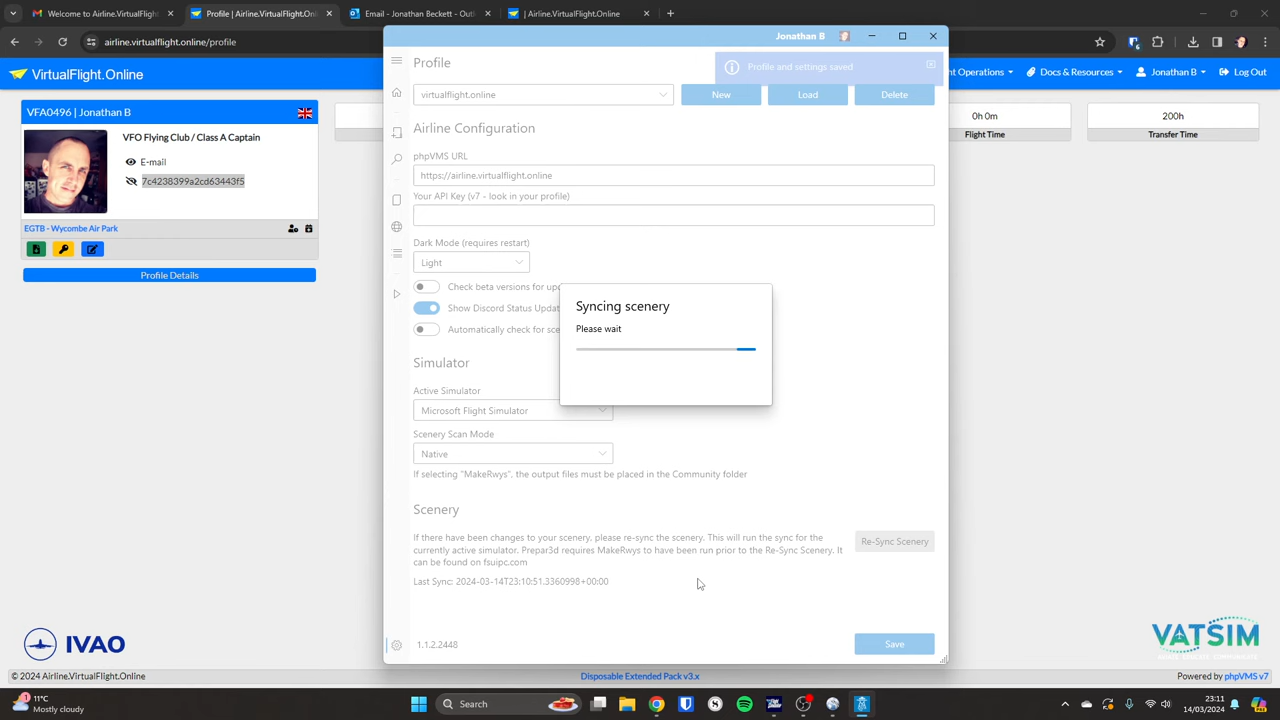 Welcome to VirtualFlight.Onli
Profile | Airline.VirtualFlight.O
Email - Jonathan Beckett - Outl
| Airline.VirtualFlight.Online
airline.virtualflight.online/profile
Jonathan B
VirtualFlight.Online
nt Operations
Docs & Resources
Jonathan B
Log Out
Profile
Profile and settings saved
virtualflight.online
New
Load
Delete
VFA0496 | Jonathan B
VFO Flying Club / Class A Captain
E-mail
7c4238399a2cd63443f5
EGTB - Wycombe Air Park
Profile Details
0h 0m
Flight Time
200h
Transfer Time
Airline Configuration
phpVMS URL
https://airline.virtualflight.online
Your API Key (v7 - look in your profile)
Dark Mode (requires restart)
Light
Check beta versions for up
Show Discord Status Updat
Automatically check for sce
Syncing scenery
Please wait
Simulator
Active Simulator
Microsoft Flight Simulator
Scenery Scan Mode
Native
If selecting "MakeRwys", the output files must be placed in the Community folder
Scenery
If there have been changes to your scenery, please re-sync the scenery. This will run the sync for the
currently active simulator. Prepar3d requires MakeRwys to have been run prior to the Re-Sync Scenery. It
can be found on fsuipc.com
Re-Sync Scenery
Last Sync: 2024-03-14T23:10:51.3360998+00:00
1.1.2.2448
Save
IVAO
VATSIM
© 2024 Airline.VirtualFlight.Online
Disposable Extended Pack v3.x
Powered by phpVMS v7
11°C
Mostly cloudy
Search
23:11
14/03/2024